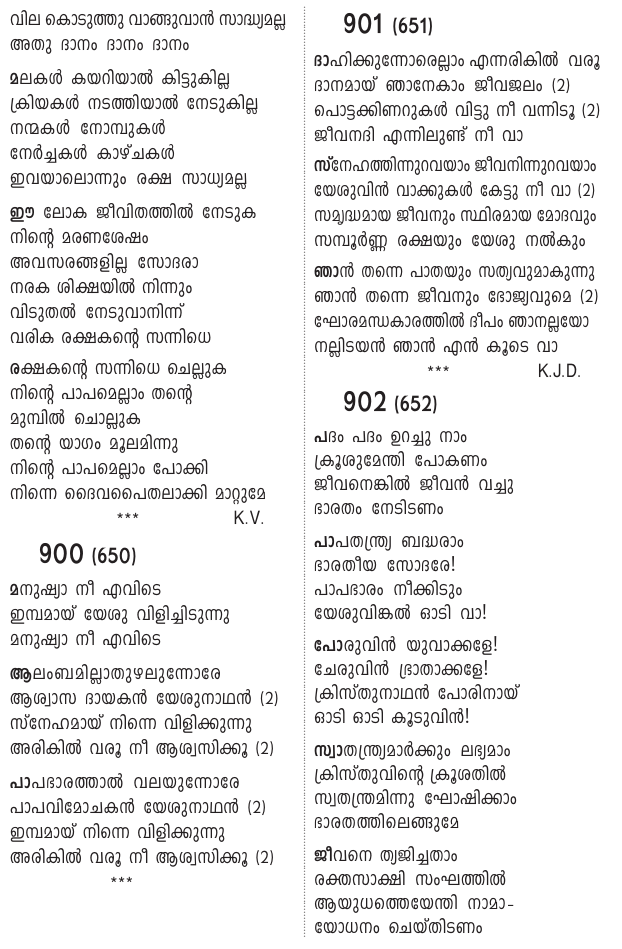 വില കൊടുത്തു വാങ്ങുവാൻ സാദ്ധ്യമല്ല
അതു ദാനം ദാനം ദാനം
മലകൾ കയറിയാൽ കിട്ടുകില്ല
ക്രിയകൾ നടത്തിയാൽ നേടുകില്ല
നന്മകൾ നോമ്പുകൾ
നേർച്ചകൾ കാഴ്ചകൾ
ഇവയാലൊന്നും രക്ഷ സാധ്യമല്ല
ഈ ലോക ജീവിതത്തിൽ നേടുക
നിന്റെ മരണശേഷം
അവസരങ്ങളില്ല സോദരാ
നരക ശിക്ഷയിൽ നിന്നും
വിടുതൽ നേടുവാനിന്ന്
വരിക രക്ഷകന്റെ സന്നിധെ
രക്ഷകന്റെ സന്നിധെ ചെല്ലുക
നിന്റെ പാപമെല്ലാം തന്റെ
മുമ്പിൽ ചൊല്ലുക
തന്റെ യാഗം മൂലമിന്നു
നിന്റെ പാപമെല്ലാം പോക്കി
നിന്നെ ദൈവപൈതലാക്കി മാറ്റുമേ
*** K.V.
900 (650)
മനുഷ്യാ നീ എവിടെ
ഇമ്പമായ് യേശു വിളിച്ചിടുന്നു
മനുഷ്യാ നീ എവിടെ
ആലംബമില്ലാതുഴലുന്നോരേ
ആശ്വാസ ദായകൻ യേശുനാഥൻ (2)
സ്നേഹമായ് നിന്നെ വിളിക്കുന്നു
അരികിൽ വരൂ നീ ആശ്വസിക്കൂ (2)
പാപഭാരത്താൽ വലയുന്നോരേ
പാപവിമോചകൻ യേശുനാഥൻ (2)
ഇമ്പമായ് നിന്നെ വിളിക്കുന്നു
അരികിൽ വരൂ നീ ആശ്വസിക്കൂ (2)
***
901 (651)
ദാഹിക്കുന്നോരെല്ലാം എന്നരികിൽ വരൂ
ദാനമായ് ഞാനേകാം ജീവജലം (2)
പൊട്ടക്കിണറുകൾ വിട്ടു നീ വന്നിടൂ (2)
ജീവനദി എന്നിലുണ്ട് നീ വാ
സ്നേഹത്തിന്നുറവയാം ജീവനിന്നുറവയാം
യേശുവിൻ വാക്കുകൾ കേട്ടു നീ വാ (2)
സമൃദ്ധമായ ജീവനും സ്ഥിരമായ മോദവും
സമ്പൂർണ്ണ രക്ഷയും യേശു നൽകും
ഞാൻ തന്നെ പാതയും സത്യവുമാകുന്നു
ഞാൻ തന്നെ ജീവനും ഭോജ്യവുമെ (2)
ഘോരമന്ധകാരത്തിൽ ദീപം ഞാനല്ലയോ
നല്ലിടയൻ ഞാൻ എൻ കൂടെ വാ
*** K.J.D.
902 (652)
പദം പദം ഉറച്ചു നാം
ക്രൂശുമേന്തി പോകണം
ജീവനെങ്കിൽ ജീവൻ വച്ചു
ഭാരതം നേടിടണം
പാപതന്ത്ര്യ ബദ്ധരാം
ഭാരതീയ സോദരേ!
പാപഭാരം നീക്കിടും
യേശുവിങ്കൽ ഓടി വാ!
പോരുവിൻ യുവാക്കളേ!
ചേരുവിൻ ഭ്രാതാക്കളേ!
ക്രിസ്തുനാഥൻ പോരിനായ്
ഓടി ഓടി കൂടുവിൻ!
സ്വാതന്ത്ര്യമാർക്കും ലഭ്യമാം
ക്രിസ്തുവിന്റെ ക്രൂശതിൽ
സ്വതന്ത്രമിന്നു ഘോഷിക്കാം
ഭാരതത്തിലെങ്ങുമേ
ജീവനെ ത്യജിച്ചതാം
രക്തസാക്ഷി സംഘത്തിൽ
ആയുധത്തെയേന്തി നാമാ-
യോധനം ചെയ്തിടണം